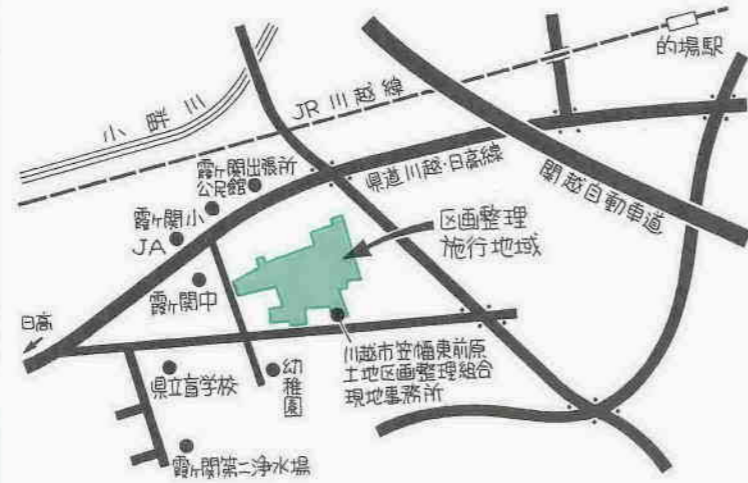 的場駅
JR川越線
小畔川
県道川越・日高線
関越自動車道
霞ヶ関出張所
公民館
霞ヶ関小
JA
区画整理
施行地域
霞ヶ関中
日高
川越市笠幡東前原
土地区画整理組合
現地事務所
幼稚園
県立盲学校
霞ヶ関第二浄水場